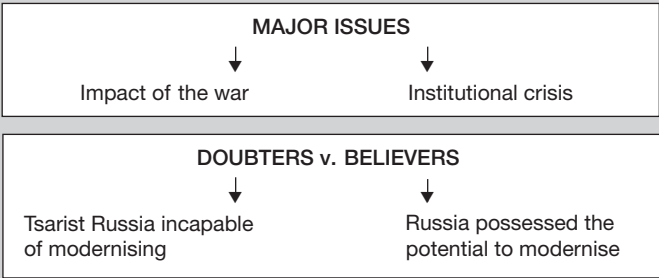 MAJOR ISSUES
Impact of the war
Institutional crisis
DOUBTERS v. BELIEVERS
Tsarist Russia incapable
of modernising
Russia possessed the
potential to modernise